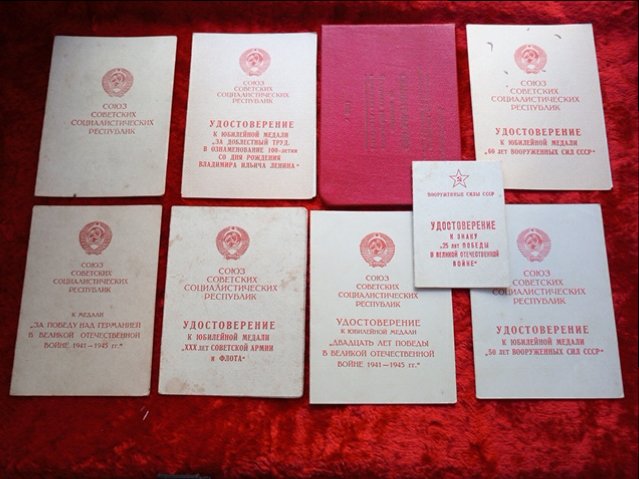 СОЮЗ
СОВЕТСКИХ
СОЦИАЛИСТИЧЕСКИХ
РЕСПУБЛИК
СОЮЗ
СОВЕТСКИХ
СОЦИАЛИСТИЧЕСКИХ
РЕСПУБЛИК
УДОСТОВЕРЕНИЕ
К ЮБИЛЕЙНОЙ МЕДАЛИ
„ЗА ДОБЛЕСТНЫЙ ТРУД.
В ОЗНАМЕНОВАНИЕ 100-летия
СО ДНЯ РОЖДЕНИЯ
ВЛАДИМИРА ИЛЬИЧА ЛЕНИНА"
СОЮЗ
СОВЕТСКИХ
СОЦИАЛИСТИЧЕСКИХ
РЕСПУБЛИК
УДОСТОВЕРЕНИЕ
К ЮБИЛЕЙНОЙ МЕДАЛИ
„60 ЛЕТ ВООРУЖЕННЫХ СИЛ СССР"
СОЮЗ
СОВЕТСКИХ
СОЦИАЛИСТИЧЕСКИХ
РЕСПУБЛИК
К МЕДАЛИ
„ЗА ПОБЕДУ НАД ГЕРМАНИЕЙ
В ВЕЛИКОЙ ОТЕЧЕСТВЕННОЙ
ВОЙНЕ 1941—1945 гг."
СОЮЗ
СОВЕТСКИХ
СОЦИАЛИСТИЧЕСКИХ
РЕСПУБЛИК
УДОСТОВЕРЕНИЕ
К ЮБИЛЕЙНОЙ МЕДАЛИ
„XXX лет СОВЕТСКОЙ АРМИИ
и ФЛОТА"
СОЮЗ
СОВЕТСКИХ
СОЦИАЛИСТИЧЕСКИХ
РЕСПУБЛИК
УДОСТОВЕРЕНИЕ
К ЮБИЛЕЙНОЙ МЕДАЛИ
„ДВАДЦАТЬ ЛЕТ ПОБЕДЫ
В ВЕЛИКОЙ ОТЕЧЕСТВЕННОЙ
ВОЙНЕ 1941—1945 гг."
ВООРУЖЕННЫЕ СИЛЫ СССР
УДОСТОВЕРЕНИЕ
К ЗНАКУ
„25 лет ПОБЕДЫ
В ВЕЛИКОЙ ОТЕЧЕСТВЕННОЙ
ВОЙНЕ"
СОЮЗ
СОВЕТСКИХ
СОЦИАЛИСТИЧЕСКИХ
РЕСПУБЛИК
УДОСТОВЕРЕНИЕ
К ЮБИЛЕЙНОЙ МЕДАЛИ
„50 ЛЕТ ВООРУЖЕННЫХ СИЛ СССР"